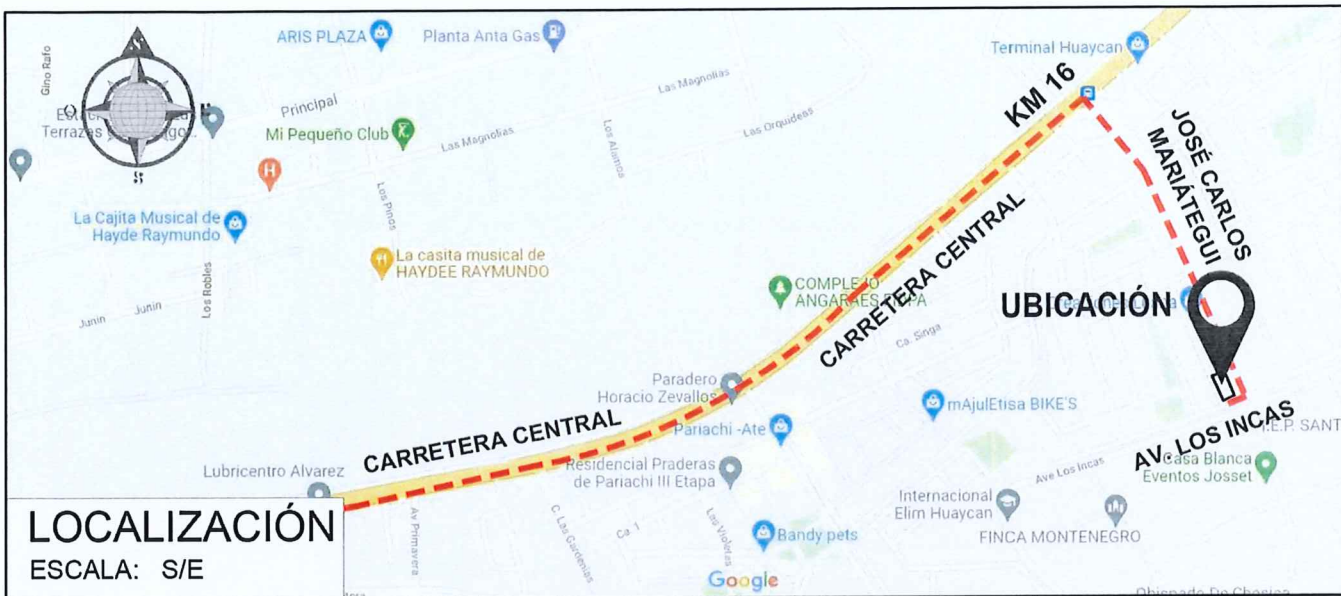 ARIS PLAZA
Planta Anta Gas
Terminal Huaycan
Gino Rafo
N
O
S
Principal
Las Magnolias
KM 16
Terrazas
Mi Pequeño Club
Las Magnolias
Los Alamos
Las Orquideas
JOSÉ CARLOS
MARIÁTEGUI
H
Los Pinos
La Cajita Musical de
Hayde Raymundo
La casita musical de
HAYDEE RAYMUNDO
Los Robles
Junin
Junin
COMPLEJO
ANGARAES
CARRETERA CENTRAL
UBICACIÓN
Ca. Singa
Paradero
Horacio Zevallos
mAjulEtisa BIKE'S
CARRETERA CENTRAL
Pariachi -Ate
AV. LOS INCAS
I.E.P. SANT
Lubricentro Alvarez
Residencial Praderas
de Pariachi III Etapa
Ave Los Incas
Casa Blanca
Eventos Josset
Internacional
Elim Huaycan
FINCA MONTENEGRO
Av Primavera
C. Las Gardenias
Ca. 1
Las Violetas
Bandy pets
Google
Obispado De Chosica
LOCALIZACIÓN
ESCALA: S/E